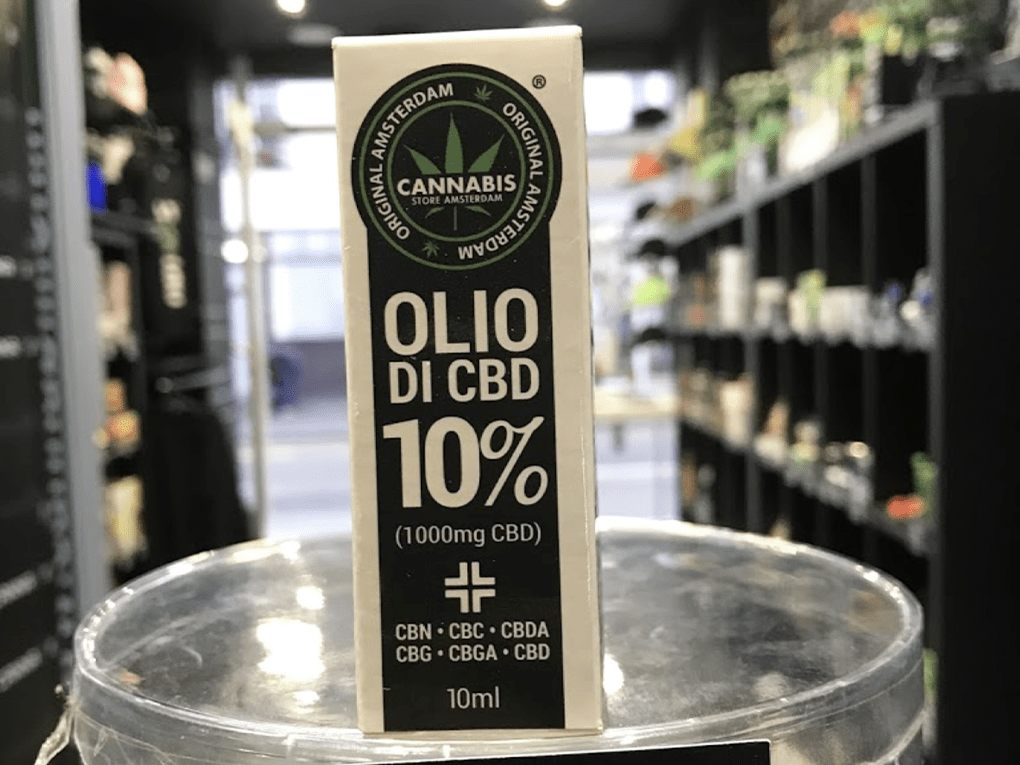 ®
ORIGINAL AMSTERDAM
ORIGINAL AMSTERDAM
CANNABIS
STORE AMSTERDAM
OLIO
DI CBD
10%
(1000mg CBD)
CBN • CBC • CBDA
CBG • CBGA • CBD
10ml